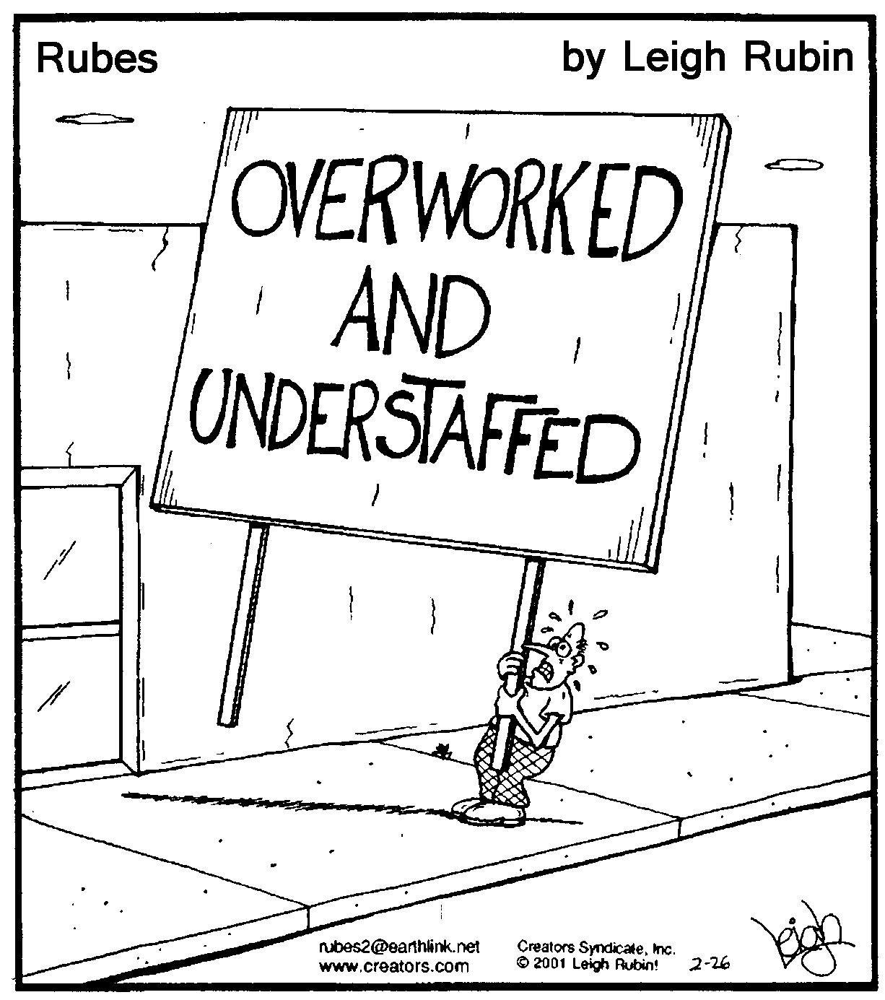 Rubes
by Leigh Rubin
OVERWORKED
AND
UNDERSTAFFED
rubes2@earthlink.net
www.creators.com
Creators Syndicate, Inc.
© 2001 Leigh Rubin!
2-26
Leigh